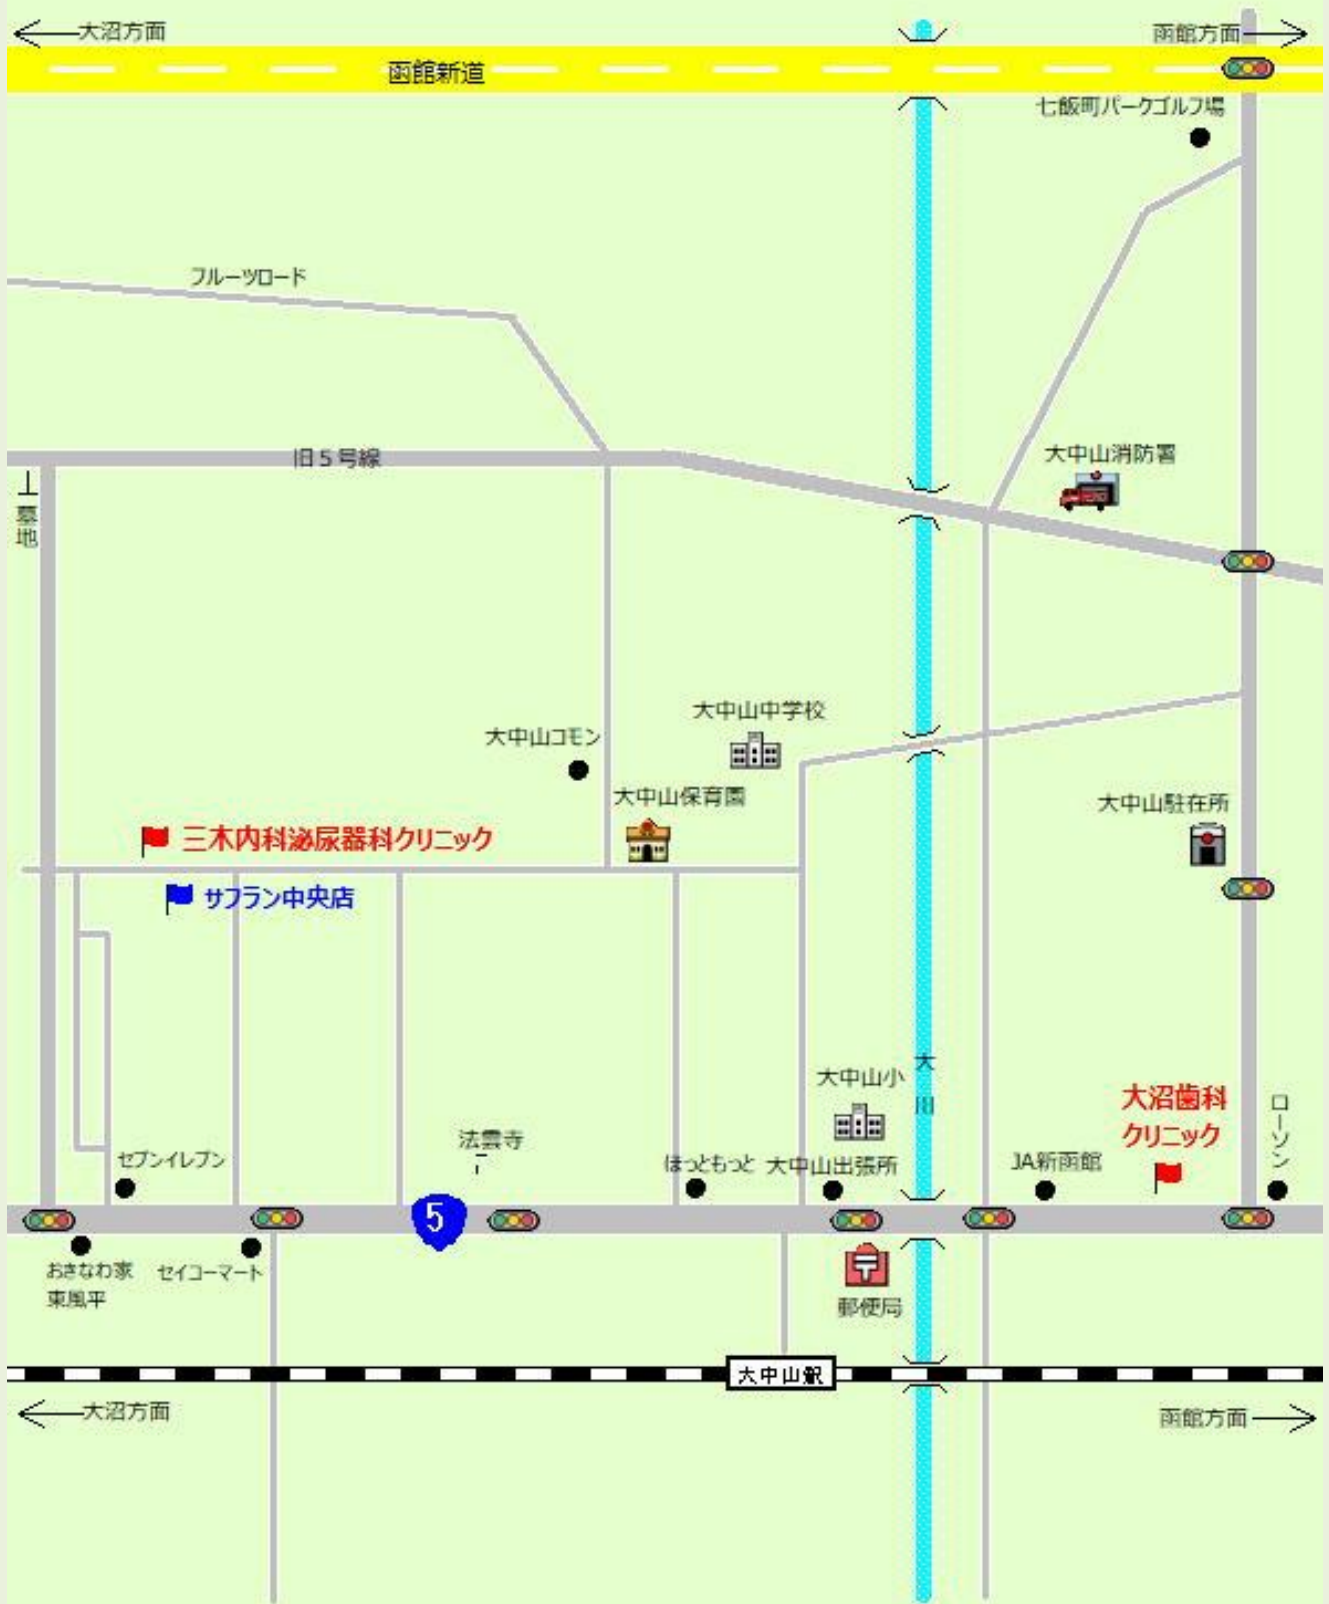 大沼方面
函館方面
函館新道
七飯町パークゴルフ場
フルーツロード
旧5号線
大中山消防署
墓地
大中山中学校
大中山コモン
大中山保育園
大中山駐在所
三木内科泌尿器科クリニック
サフラン中央店
大川
大中山小
大沼歯科
クリニック
ローソン
法雲寺
セブンイレブン
ほっともっと
大中山出張所
JA新函館
5
おきなわ家
東風平
セイコーマート
郵便局
大中山駅
大沼方面
函館方面